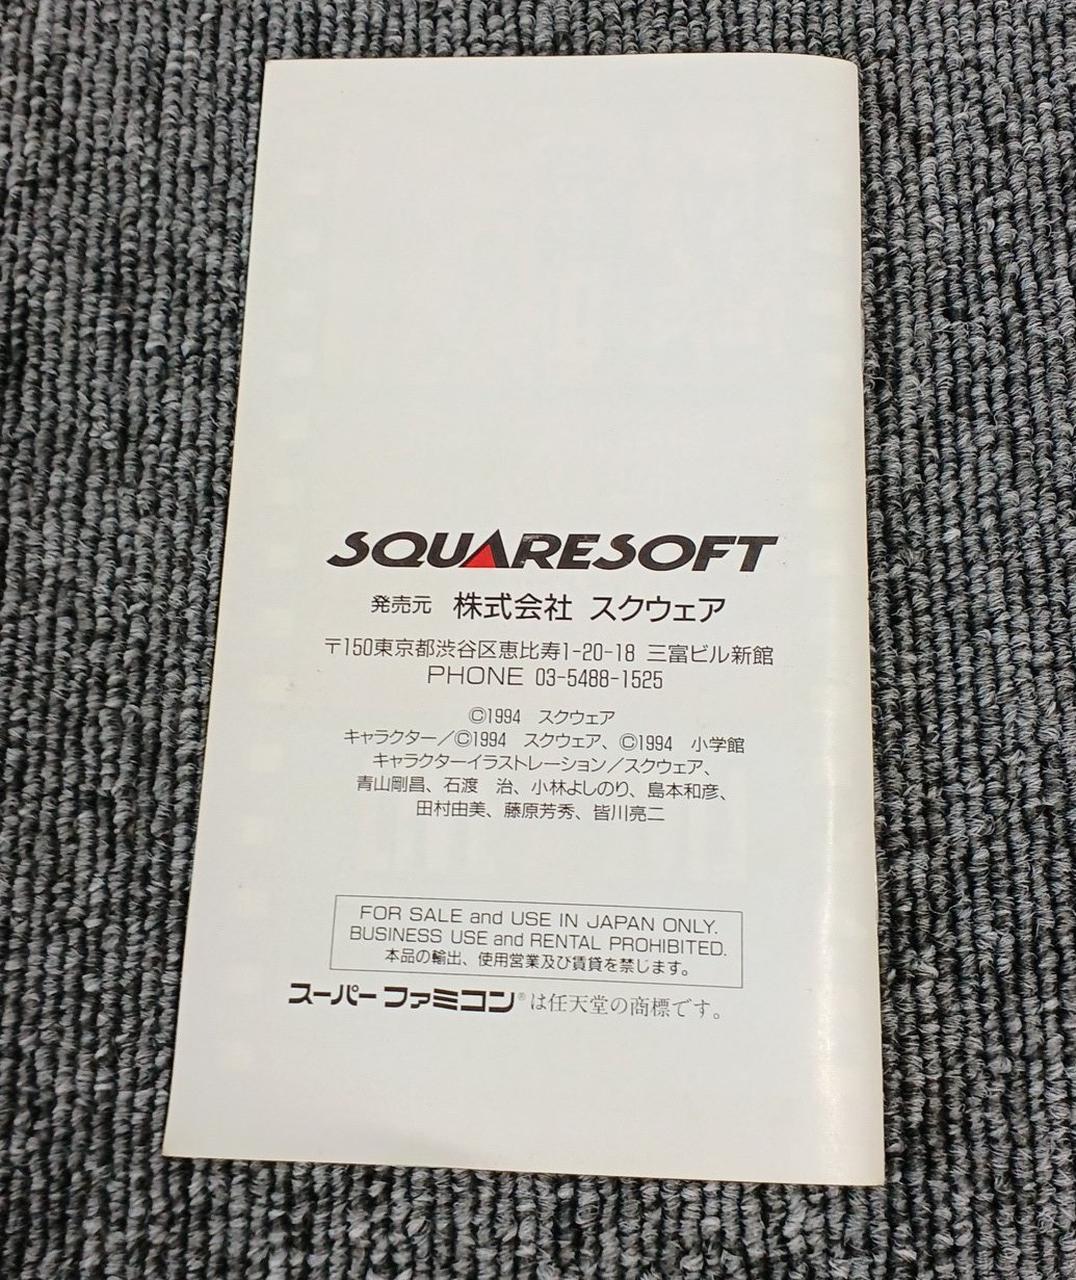 SQUARESOFT
発売元 株式会社 スクウェア
〒150東京都渋谷区恵比寿1-20-18 三富ビル新館
PHONE 03-5488-1525
©1994 スクウェア
キャラクター/©1994 スクウェア、©1994 小学館
キャラクターイラストレーション/スクウェア、
青山剛昌、石渡 治、小林よしのり、島本和彦、
田村由美、藤原芳秀、皆川亮二
FOR SALE and USE IN JAPAN ONLY.
BUSINESS USE and RENTAL PROHIBITED.
本品の輸出、使用営業及び賃貸を禁じます。
スーパーファミコン®は任天堂の商標です。